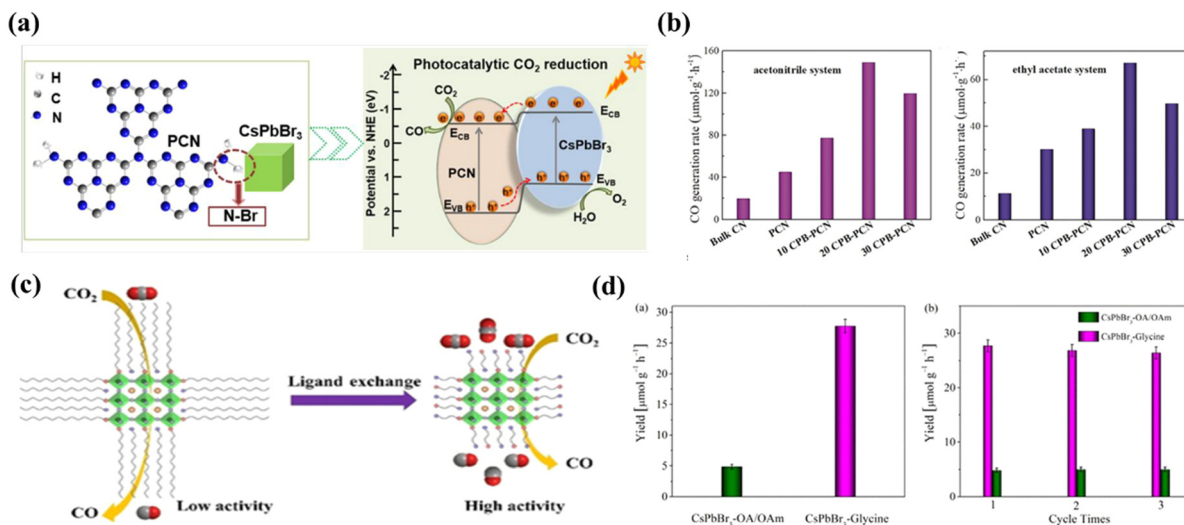 (a)
H
C
N
PCN
CsPbBr3
N-Br
Photocatalytic CO2 reduction
Potential vs. NHE (eV)
-2
-1
0
1
2
CO2
CO
e e e e
e e e
ECB
ECB
PCN
CsPbBr3
h+ h+ h+
h+ h+ h+
EVB
EVB
O2
H2O
(b)
CO generation rate (μmol·g-1·h-1)
160
120
80
40
0
acetonitrile system
Bulk CN
PCN
10 CPB-PCN
20 CPB-PCN
30 CPB-PCN
CO generation rate (μmol·g-1·h-1)
60
40
20
0
ethyl acetate system
Bulk CN
PCN
10 CPB-PCN
20 CPB-PCN
30 CPB-PCN
(c)
CO2
CO
Low activity
Ligand exchange
CO2
CO
High activity
(d)
(a)
Yield [μmol g-1 h-1]
30
25
20
15
10
5
0
CsPbBr3-OA/OAm
CsPbBr3-Glycine
(b)
CsPbBr3-OA/OAm
CsPbBr3-Glycine
Yield [μmol g-1 h-1]
30
20
10
0
1
2
3
Cycle Times